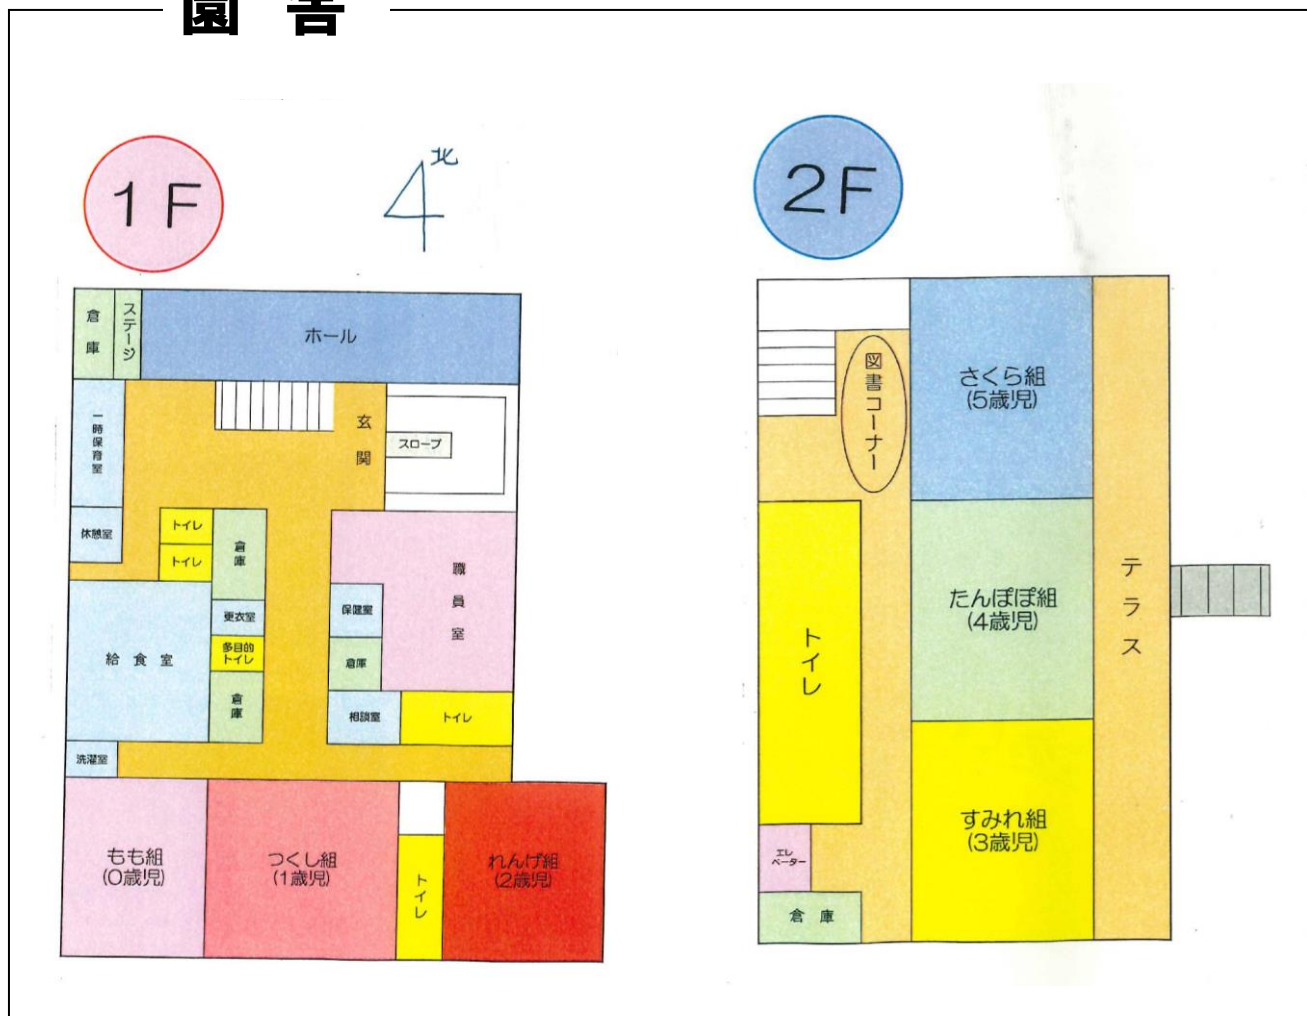 園 舎
1F
北
2F
倉庫
ステージ
ホール
一時保育室
玄関
スロープ
休憩室
トイレ
トイレ
倉庫
職員室
更衣室
保健室
給食室
多目的
トイレ
倉庫
倉庫
相談室
トイレ
洗濯室
もも組
(0歳児)
つくし組
(1歳児)
トイレ
れんげ組
(2歳児)
図書コーナー
さくら組
(5歳児)
たんぽぽ組
(4歳児)
テラス
トイレ
すみれ組
(3歳児)
エレ
ベーター
倉庫